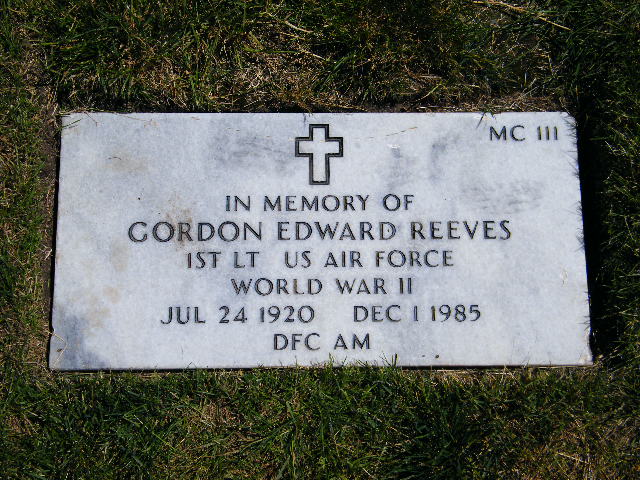 MC 111
IN MEMORY OF
GORDON EDWARD REEVES
1ST LT US AIR FORCE
WORLD WAR II
JUL 24 1920 DEC 1 1985
DFC AM